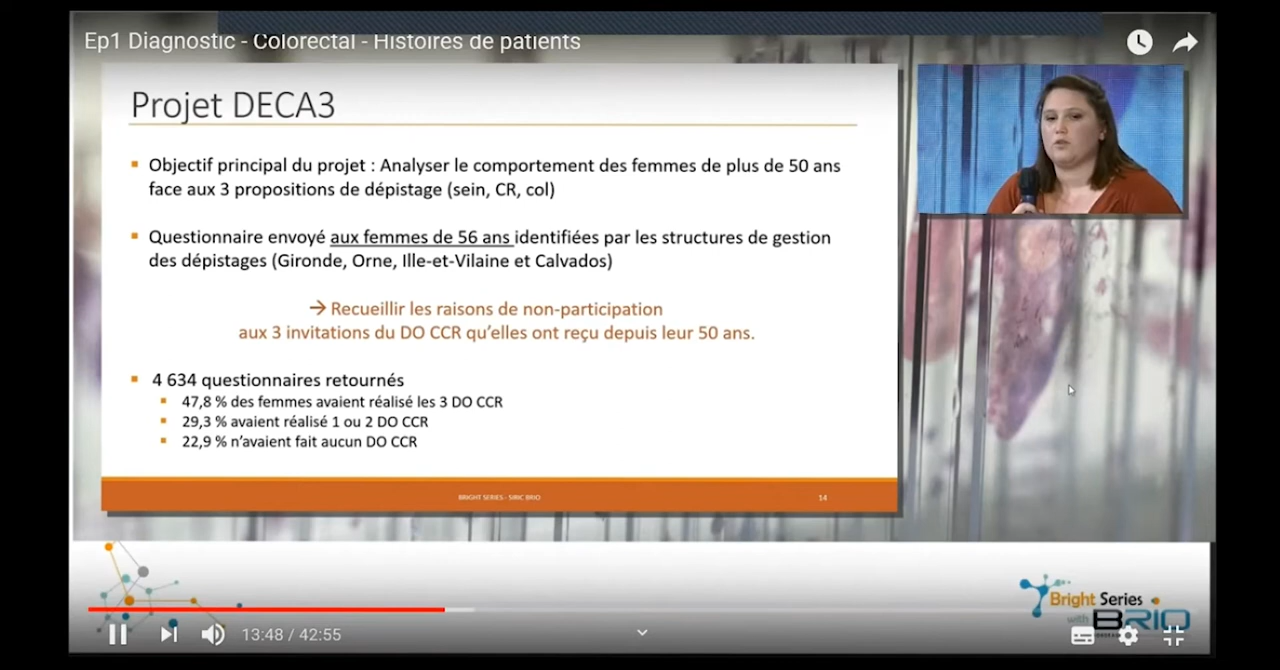 Ep1 Diagnostic - Colorectal - Histoires de patients
Projet DECA3
Objectif principal du projet : Analyser le comportement des femmes de plus de 50 ans
face aux 3 propositions de dépistage (sein, CR, col)
Questionnaire envoyé aux femmes de 56 ans identifiées par les structures de gestion
des dépistages (Gironde, Orne, Ille-et-Vilaine et Calvados)
→ Recueillir les raisons de non-participation
aux 3 invitations du DO CCR qu’elles ont reçu depuis leur 50 ans.
4 634 questionnaires retournés
47,8 % des femmes avaient réalisé les 3 DO CCR
29,3 % avaient réalisé 1 ou 2 DO CCR
22,9 % n’avaient fait aucun DO CCR
BRIGHT SERIES - SIRIC BRIO
14
Bright Series
with BRIO
13:48 / 42:55